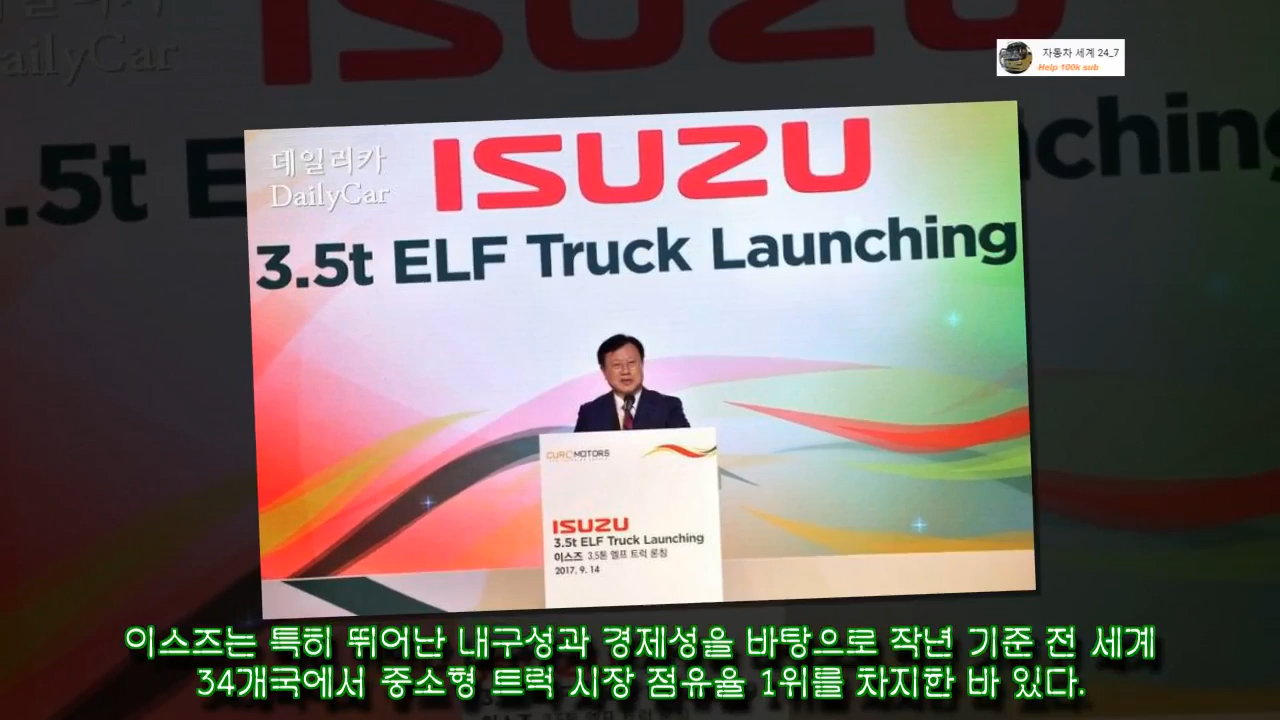 자동차 세계 24_7
Help 100k sub
데일리카
DailyCar
ISUZU
3.5t ELF Truck Launching
CUROMOTORS
ISUZU
3.5t ELF Truck Launching
이스즈 3.5톤 엘프 트럭 론칭
2017. 9. 14
이스즈는 특히 뛰어난 내구성과 경제성을 바탕으로 작년 기준 전 세계
34개국에서 중소형 트럭 시장 점유율 1위를 차지한 바 있다.